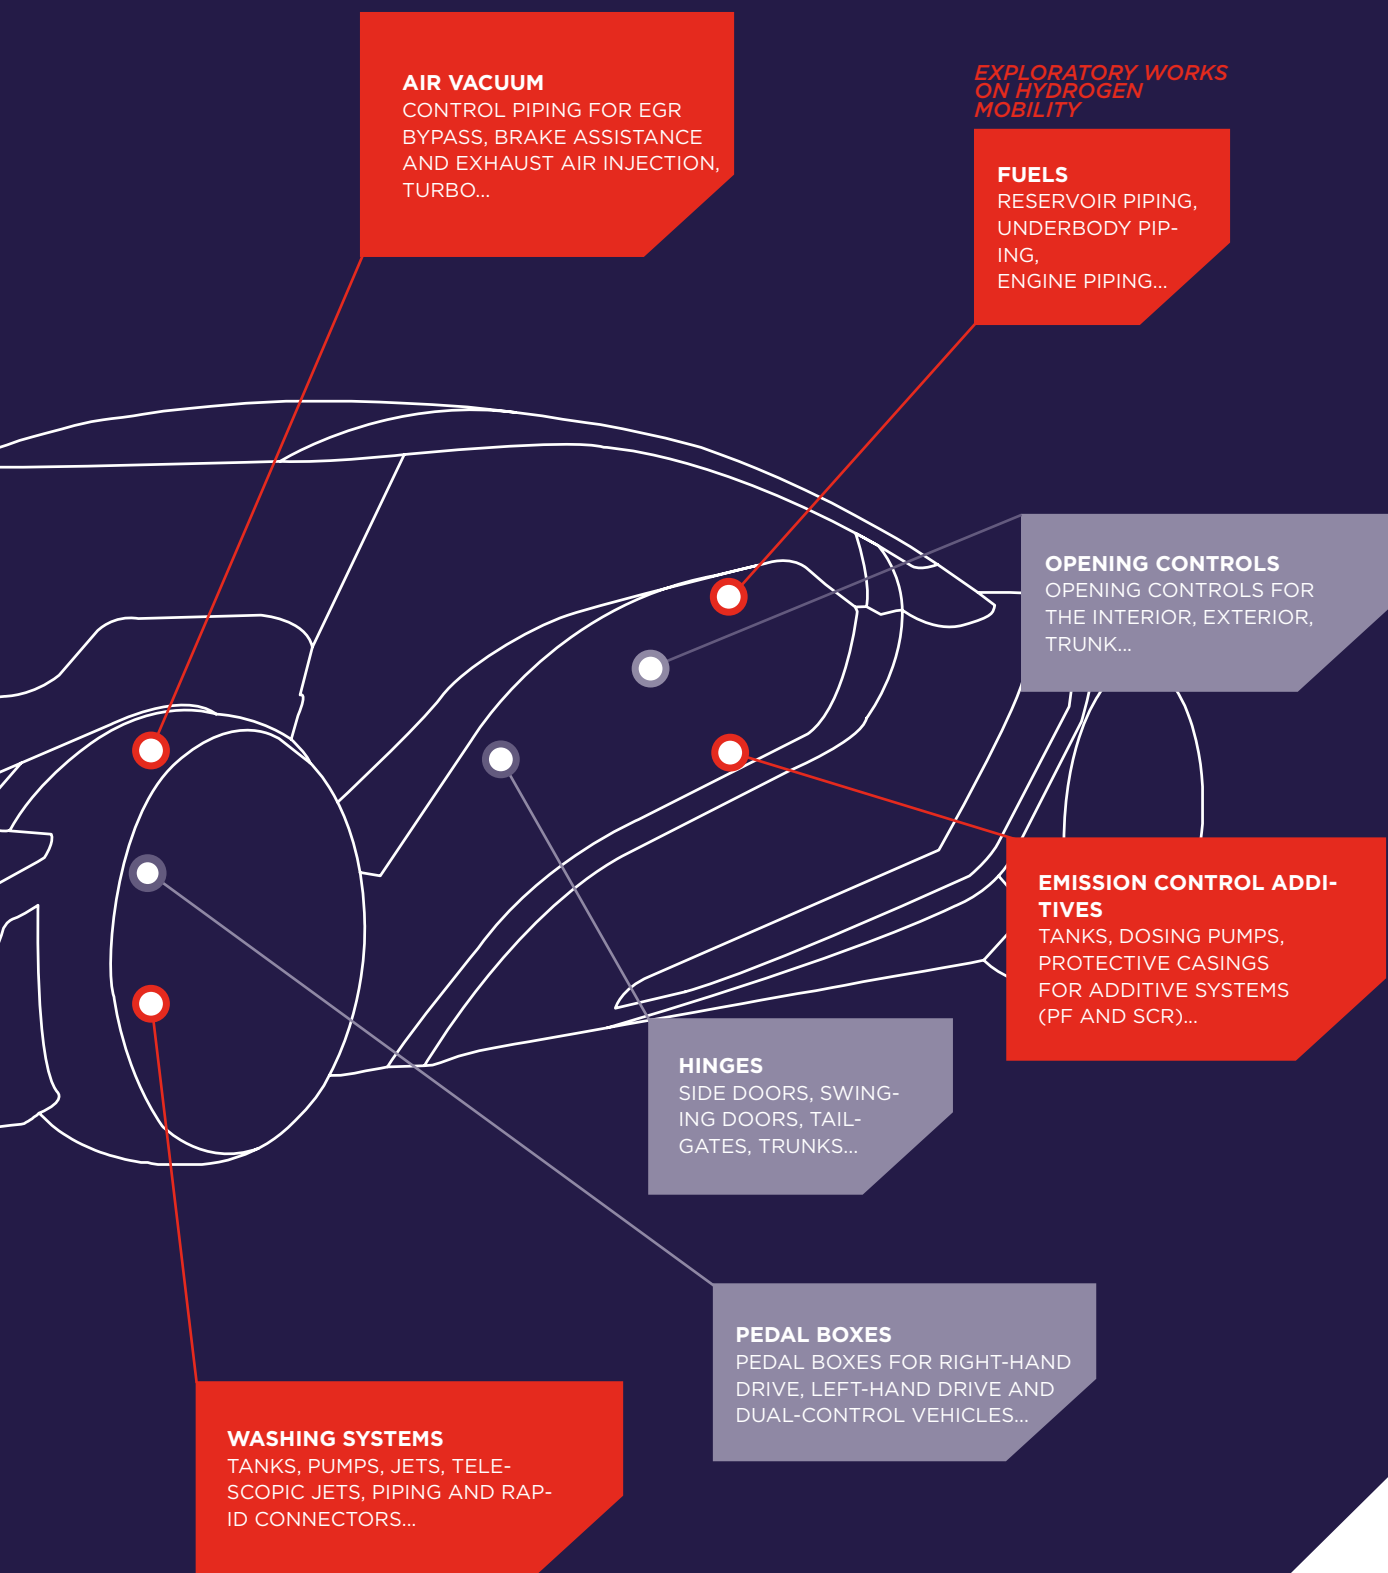 AIR VACUUM
CONTROL PIPING FOR EGR
BYPASS, BRAKE ASSISTANCE
AND EXHAUST AIR INJECTION,
TURBO...
EXPLORATORY WORKS
ON HYDROGEN
MOBILITY
FUELS
RESERVOIR PIPING,
UNDERBODY PIP-
ING,
ENGINE PIPING...
OPENING CONTROLS
OPENING CONTROLS FOR
THE INTERIOR, EXTERIOR,
TRUNK...
EMISSION CONTROL ADDI-
TIVES
TANKS, DOSING PUMPS,
PROTECTIVE CASINGS
FOR ADDITIVE SYSTEMS
(PF AND SCR)...
HINGES
SIDE DOORS, SWING-
ING DOORS, TAIL-
GATES, TRUNKS...
PEDAL BOXES
PEDAL BOXES FOR RIGHT-HAND
DRIVE, LEFT-HAND DRIVE AND
DUAL-CONTROL VEHICLES...
WASHING SYSTEMS
TANKS, PUMPS, JETS, TELE-
SCOPIC JETS, PIPING AND RAP-
ID CONNECTORS...